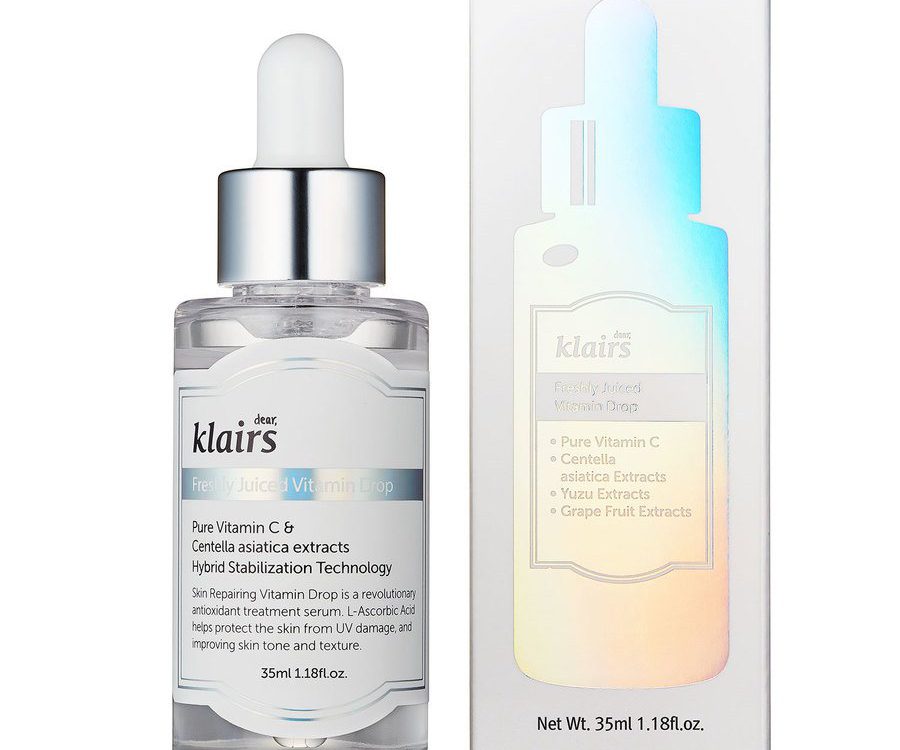 dear,
klairs
Freshly Juiced Vitamin Drop
Pure Vitamin C &
Centella asiatica extracts
Hybrid Stabilization Technology
Skin Repairing Vitamin Drop is a revolutionary
antioxidant treatment serum. L-Ascorbic Acid
helps protect the skin from UV damage, and
improving skin tone and texture.
35ml 1.18fl.oz.
dear,
klairs
Freshly Juiced
Vitamin Drop
• Pure Vitamin C
• Centella
asiatica Extracts
• Yuzu Extracts
• Grape Fruit Extracts
Net Wt. 35ml 1.18fl.oz.